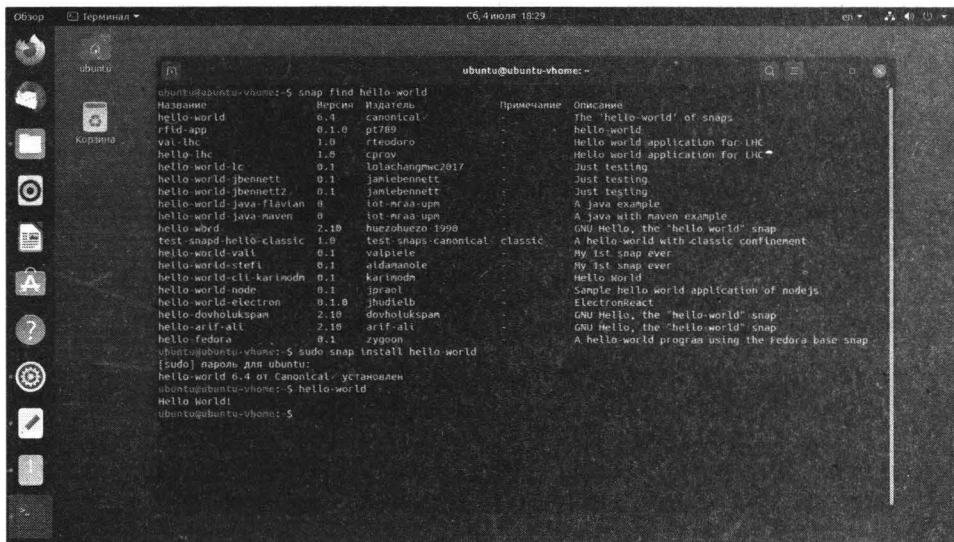 Обзор Терминал Сб, 4 июля 18:29 en
ubuntu
Корзина
ubuntu@ubuntu-vhome: ~
ubuntu@ubuntu-vhome:~$ snap find hello-world
Название Версия Издатель Примечание Описание
hello-world 6.4 canonical✓ - The 'hello-world' of snaps
rfid-app 0.1.0 pt789 - hello-world
val-lhc 1.0 rteodoro - Hello world application for LHC
hello-lhc 1.0 cprov - Hello world application for LHC
hello-world-lc 0.1 lolachangmwc2017 - Just testing
hello-world-jbennett 0.1 jamiebennett - Just testing
hello-world-jbennett2 0.1 jamiebennett - Just testing
hello-world-java-flavian 0 iot-mraa-upm - A java example
hello-world-java-maven 0 iot-mraa-upm - A java with maven example
hello-wbrd 2.10 huezohuezo-1990 - GNU Hello, the "hello world" snap
test-snapd-hello-classic 1.0 test-snaps-canonical classic A hello-world with classic confinement
hello-world-vali 0.1 valpiele - My 1st snap ever
hello-world-stefi 0.1 aidamanole - My 1st snap ever
hello-world-cli-karimodm 0.1 karimodm - Hello World
hello-world-node 0.1 jpraol - Sample hello world application of nodejs
hello-world-electron 0.1.0 jhudielb - ElectronReact
hello-dovholukspam 2.10 dovholukspam - GNU Hello, the "hello world" snap
hello-arif-ali 2.10 arif-ali - GNU Hello, the "hello-world" snap
hello-fedora 0.1 zygoon - A hello-world program using the Fedora base snap
ubuntu@ubuntu-vhome:~$ sudo snap install hello-world
[sudo] пароль для ubuntu:
hello-world 6.4 от Canonical✓ установлен
ubuntu@ubuntu-vhome:~$ hello-world
Hello World!
ubuntu@ubuntu-vhome:~$